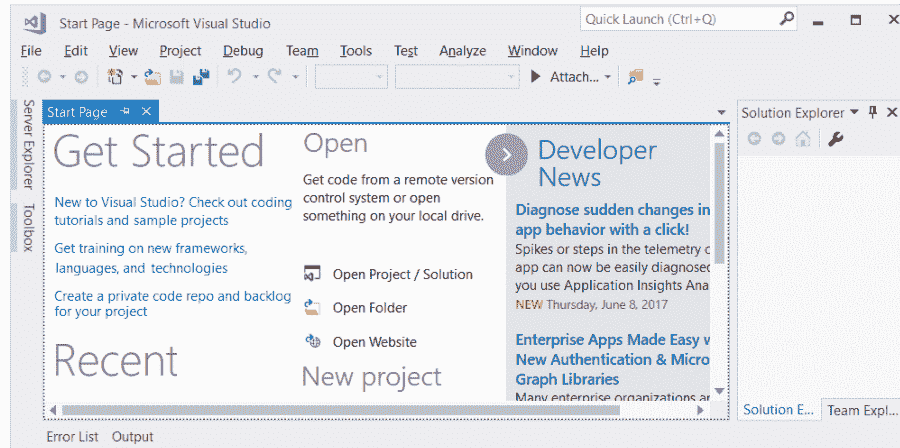 Start Page - Microsoft Visual Studio
Quick Launch (Ctrl+Q)
File Edit View Project Debug Team Tools Test Analyze Window Help
Attach...
Server Explorer
Toolbox
Start Page
Get Started
New to Visual Studio? Check out coding
tutorials and sample projects
Get training on new frameworks,
languages, and technologies
Create a private code repo and backlog
for your project
Recent
Open
Get code from a remote version
control system or open
something on your local drive.
Open Project / Solution
Open Folder
Open Website
New project
Developer
News
Diagnose sudden changes in
app behavior with a click!
Spikes or steps in the telemetry o
app can now be easily diagnosed
you use Application Insights Ana
NEW Thursday, June 8, 2017
Enterprise Apps Made Easy w
New Authentication & Micro
Graph Libraries
Many enterprise organizations ar
Solution Explorer
Solution E... Team Expl...
Error List Output